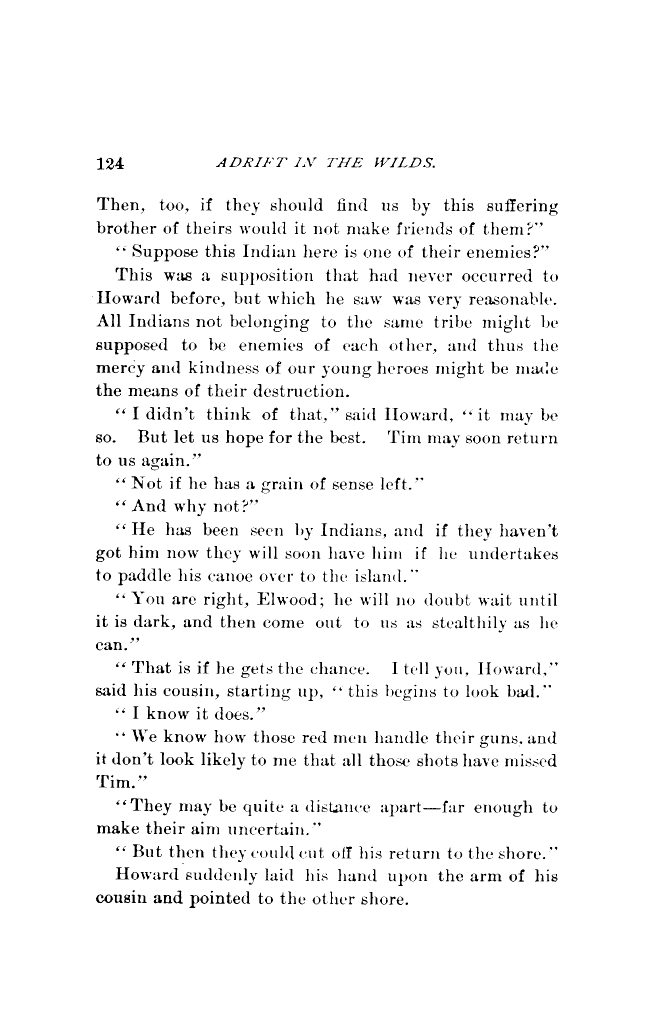 124 ADRIFT IN THE WILDS.
Then, too, if they should find us by this suffering
brother of theirs would it not make friends of them?"
"Suppose this Indian here is one of their enemies?"
This was a supposition that had never occurred to
Howard before, but which he saw was very reasonable.
All Indians not belonging to the same tribe might be
supposed to be enemies of each other, and thus the
mercy and kindness of our young heroes might be made
the means of their destruction.
"I didn't think of that," said Howard, "it may be
so. But let us hope for the best. Tim may soon return
to us again."
"Not if he has a grain of sense left."
"And why not?"
"He has been seen by Indians, and if they haven't
got him now they will soon have him if he undertakes
to paddle his canoe over to the island."
"You are right, Elwood; he will no doubt wait until
it is dark, and then come out to us as stealthily as he
can."
"That is if he gets the chance. I tell you, Howard,"
said his cousin, starting up, "this begins to look bad."
"I know it does."
"We know how those red men handle their guns, and
it don't look likely to me that all those shots have missed
Tim."
"They may be quite a distance apart—far enough to
make their aim uncertain."
"But then they could cut off his return to the shore."
Howard suddenly laid his hand upon the arm of his
cousin and pointed to the other shore.